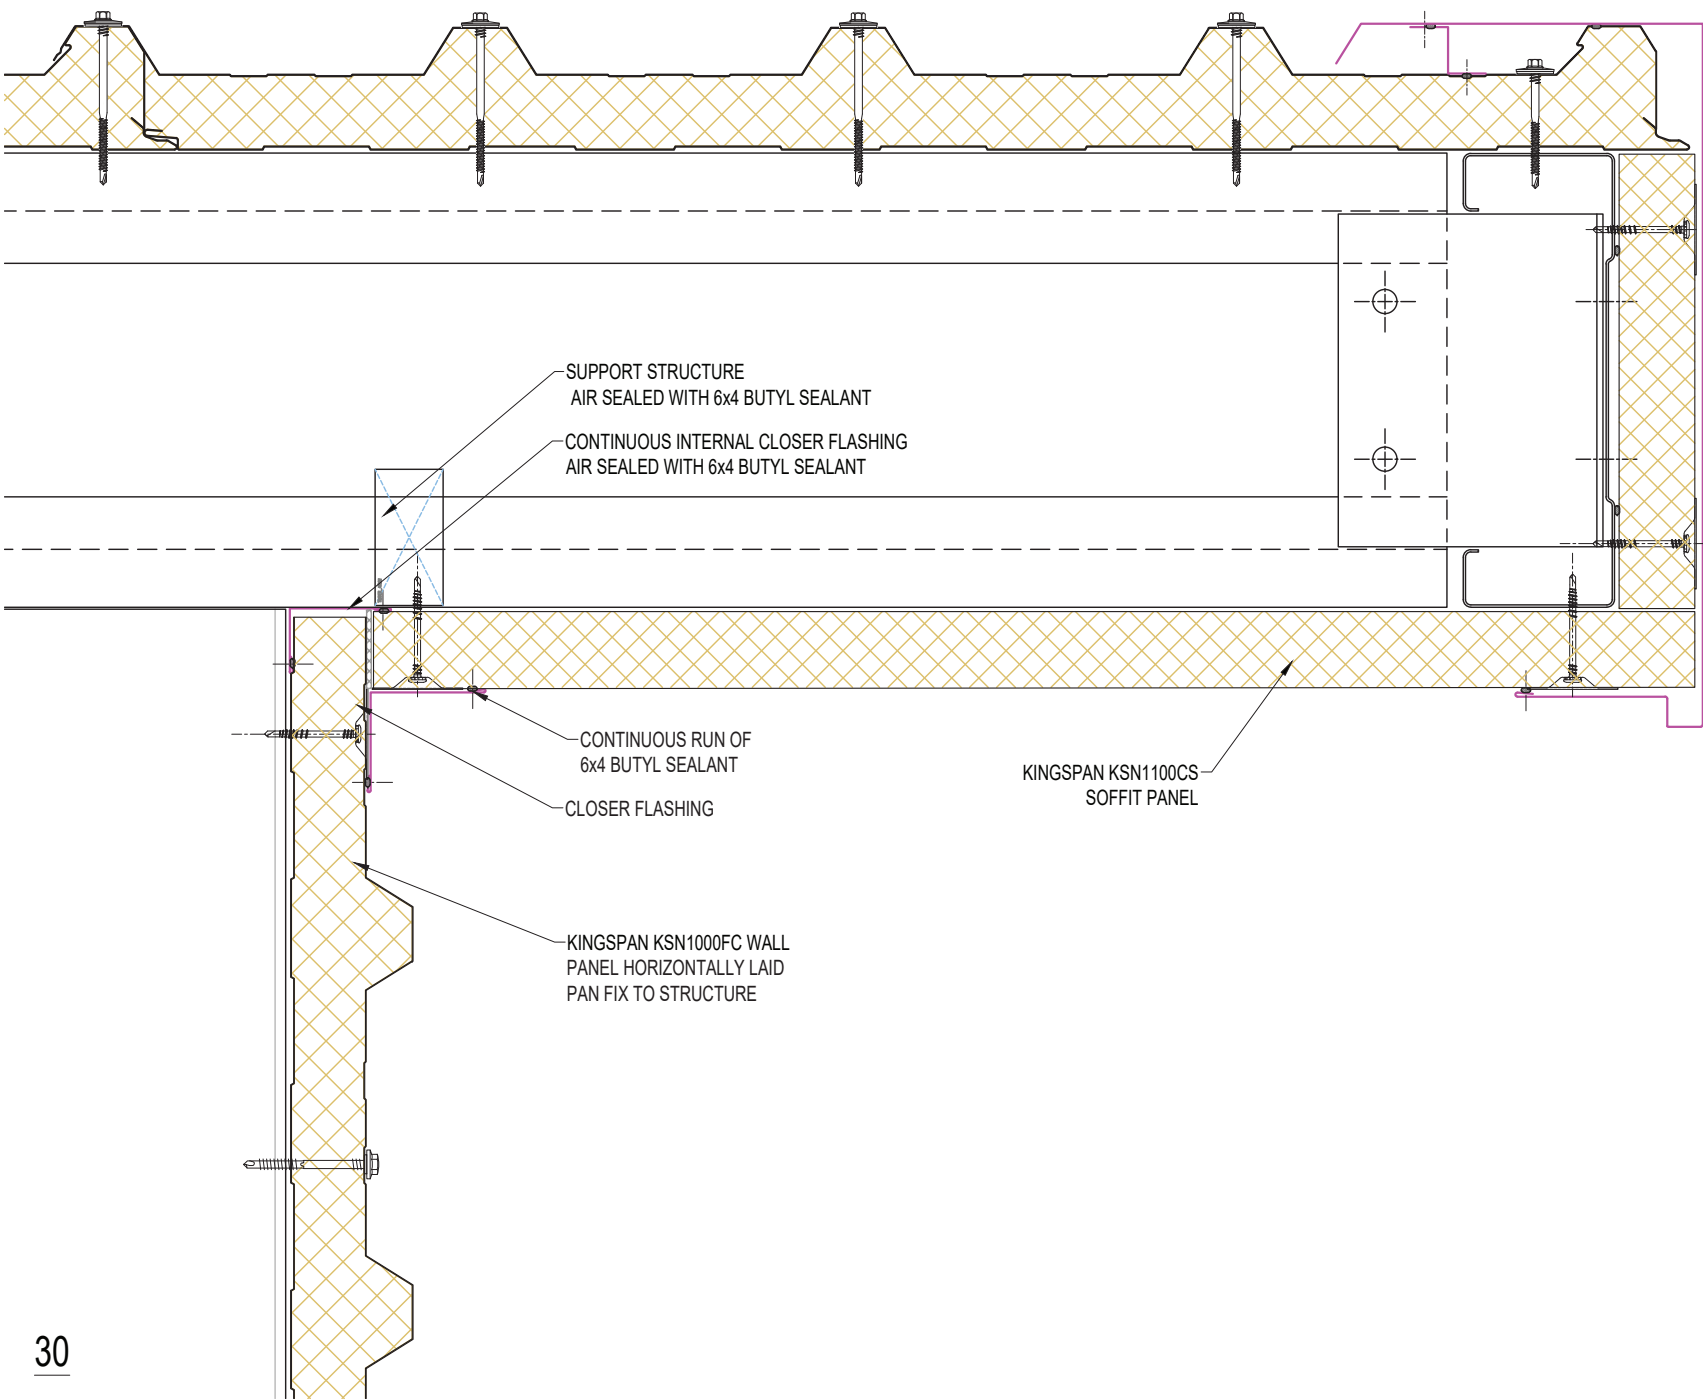 SUPPORT STRUCTURE
AIR SEALED WITH 6x4 BUTYL SEALANT
CONTINUOUS INTERNAL CLOSER FLASHING
AIR SEALED WITH 6x4 BUTYL SEALANT
CONTINUOUS RUN OF
6x4 BUTYL SEALANT
CLOSER FLASHING
KINGSPAN KSN1100CS
SOFFIT PANEL
KINGSPAN KSN1000FC WALL
PANEL HORIZONTALLY LAID
PAN FIX TO STRUCTURE
30